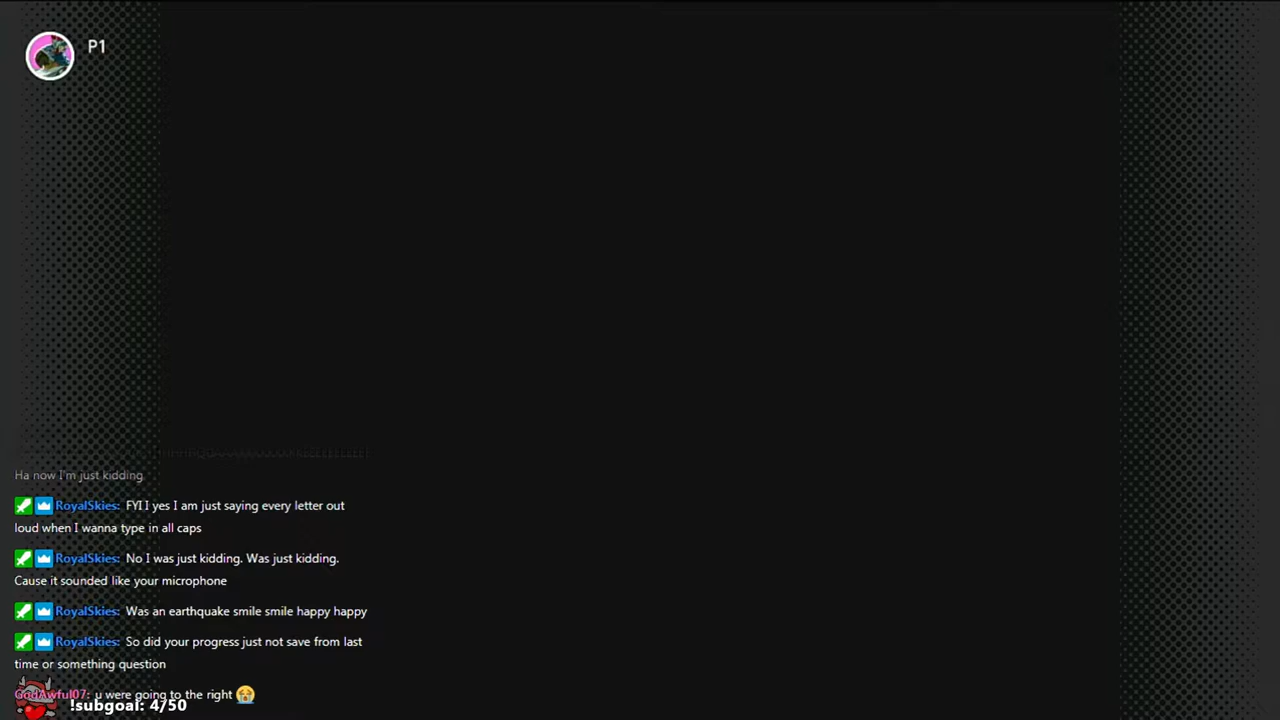 P1
Ha now I'm just kidding
RoyalSkies: FYI I yes I am just saying every letter out
loud when I wanna type in all caps
RoyalSkies: No I was just kidding. Was just kidding.
Cause it sounded like your microphone
RoyalSkies: Was an earthquake smile smile happy happy
RoyalSkies: So did your progress just not save from last
time or something question
GodAwful07: u were going to the right 😭
!subgoal: 4/50